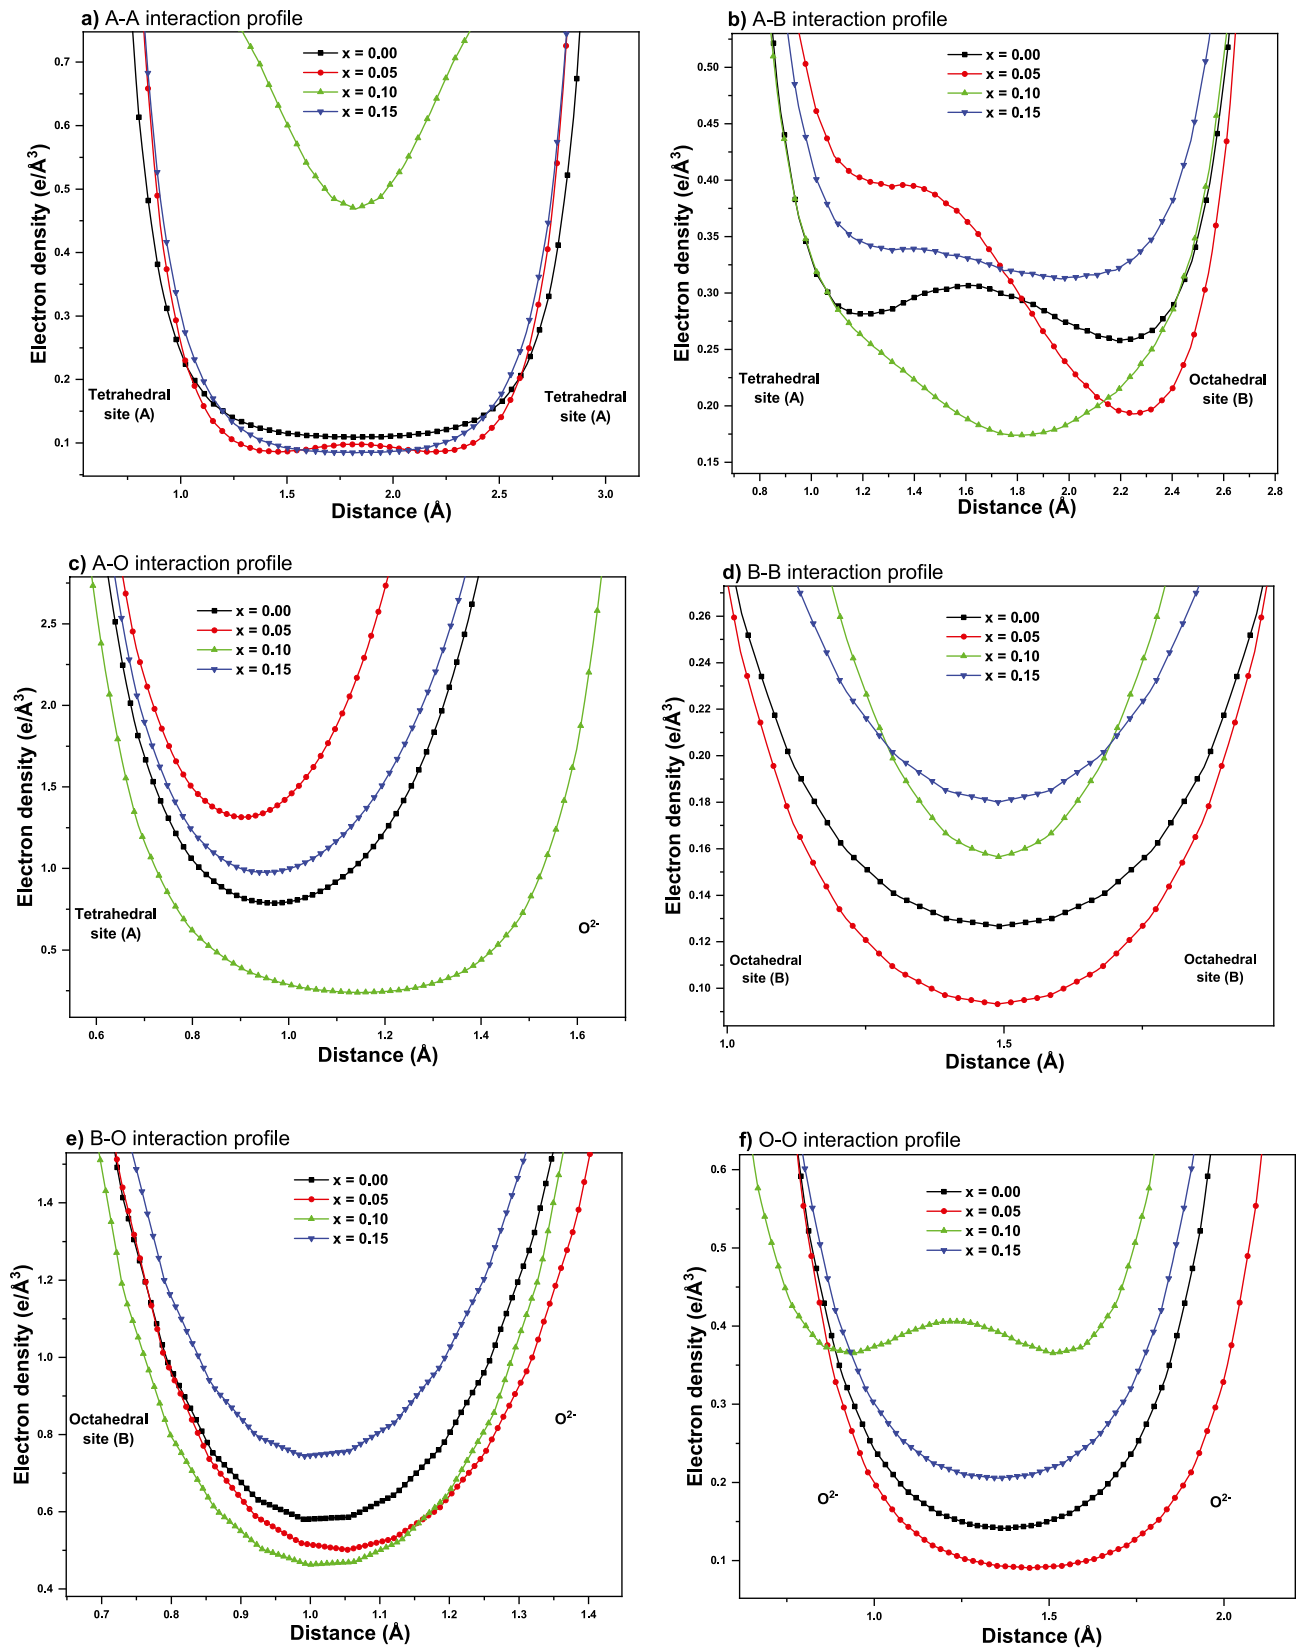 a) A-A interaction profile
x = 0.00
x = 0.05
x = 0.10
x = 0.15
0.7
0.6
0.5
0.4
0.3
0.2
0.1
Electron density (e/Å³)
Tetrahedral
site (A)
Tetrahedral
site (A)
1.0 1.5 2.0 2.5 3.0
Distance (Å)
b) A-B interaction profile
x = 0.00
x = 0.05
x = 0.10
x = 0.15
0.50
0.45
0.40
0.35
0.30
0.25
0.20
0.15
Electron density (e/Å³)
Tetrahedral
site (A)
Octahedral
site (B)
0.8 1.0 1.2 1.4 1.6 1.8 2.0 2.2 2.4 2.6 2.8
Distance (Å)
c) A-O interaction profile
x = 0.00
x = 0.05
x = 0.10
x = 0.15
2.5
2.0
1.5
1.0
0.5
Electron density (e/Å³)
Tetrahedral
site (A)
O²⁻
0.6 0.8 1.0 1.2 1.4 1.6
Distance (Å)
d) B-B interaction profile
x = 0.00
x = 0.05
x = 0.10
x = 0.15
0.26
0.24
0.22
0.20
0.18
0.16
0.14
0.12
0.10
Electron density (e/Å³)
Octahedral
site (B)
Octahedral
site (B)
1.0 1.5
Distance (Å)
e) B-O interaction profile
x = 0.00
x = 0.05
x = 0.10
x = 0.15
1.4
1.2
1.0
0.8
0.6
0.4
Electron density (e/Å³)
Octahedral
site (B)
O²⁻
0.7 0.8 0.9 1.0 1.1 1.2 1.3 1.4
Distance (Å)
f) O-O interaction profile
x = 0.00
x = 0.05
x = 0.10
x = 0.15
0.6
0.5
0.4
0.3
0.2
0.1
Electron density (e/Å³)
O²⁻
O²⁻
1.0 1.5 2.0
Distance (Å)